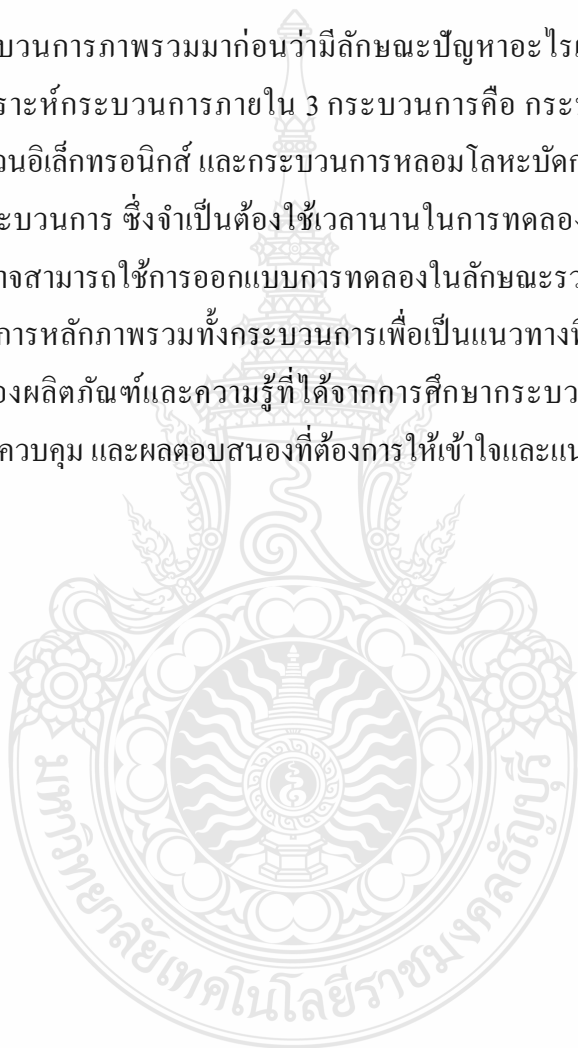 บวนการภาพรวมมาก่อนว่ามีลักษณะปัญหาอะไร
ราะห์กระบวนการภายใน 3 กระบวนการคือ กระ
วนอิเล็กทรอนิกส์ และกระบวนการหลอมโลหะบัดก
ระบวนการ ซึ่งจำเป็นต้องใช้เวลานานในการทดลอง
าจสามารถใช้การออกแบบการทดลองในลักษณะรว
การหลักภาพรวมทั้งกระบวนการเพื่อเป็นแนวทางที
องผลิตภัณฑ์และความรู้ที่ได้จากการศึกษากระบว
ควบคุม และผลตอบสนองที่ต้องการให้เข้าใจและแน
มหาวิทยาลัยเทคโนโลยีราชมงคลธัญบุรี